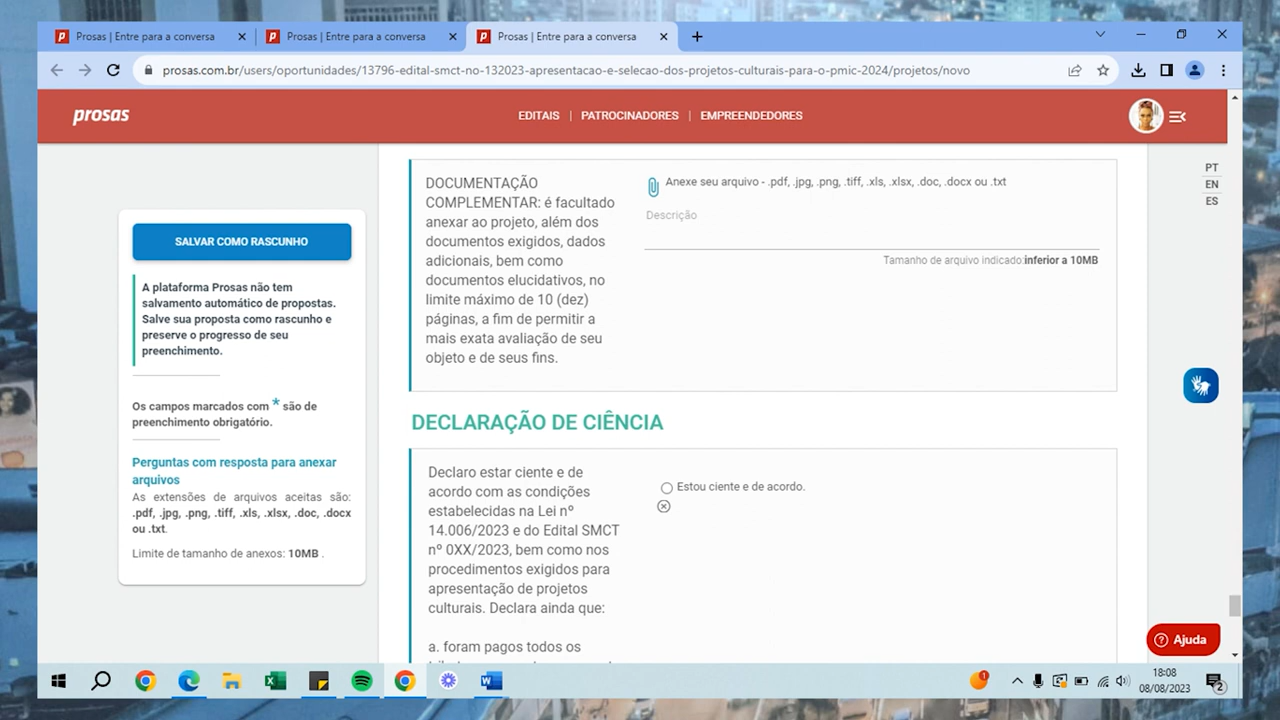 Prosas | Entre para a conversa
Prosas | Entre para a conversa
Prosas | Entre para a conversa
prosas.com.br/users/oportunidades/13796-edital-smct-no-132023-apresentacao-e-selecao-dos-projetos-culturais-para-o-pmic-2024/projetos/novo
prosas
EDITAIS | PATROCINADORES | EMPREENDEDORES
PT
EN
ES
SALVAR COMO RASCUNHO
A plataforma Prosas não tem
salvamento automático de propostas.
Salve sua proposta como rascunho e
preserve o progresso de seu
preenchimento.
Os campos marcados com * são de
preenchimento obrigatório.
Perguntas com resposta para anexar
arquivos
As extensões de arquivos aceitas são:
.pdf, .jpg, .png, .tiff, .xls, .xlsx, .doc, .docx
ou .txt.
Limite de tamanho de anexos: 10MB .
DOCUMENTAÇÃO
COMPLEMENTAR: é facultado
anexar ao projeto, além dos
documentos exigidos, dados
adicionais, bem como
documentos elucidativos, no
limite máximo de 10 (dez)
páginas, a fim de permitir a
mais exata avaliação de seu
objeto e de seus fins.
Anexe seu arquivo - .pdf, .jpg, .png, .tiff, .xls, .xlsx, .doc, .docx ou .txt
Descrição
Tamanho de arquivo indicado:inferior a 10MB
DECLARAÇÃO DE CIÊNCIA
Declaro estar ciente e de
acordo com as condições
estabelecidas na Lei nº
14.006/2023 e do Edital SMCT
nº 0XX/2023, bem como nos
procedimentos exigidos para
apresentação de projetos
culturais. Declara ainda que:
a. foram pagos todos os
Estou ciente e de acordo.
Ajuda
1
18:08
08/08/2023
2